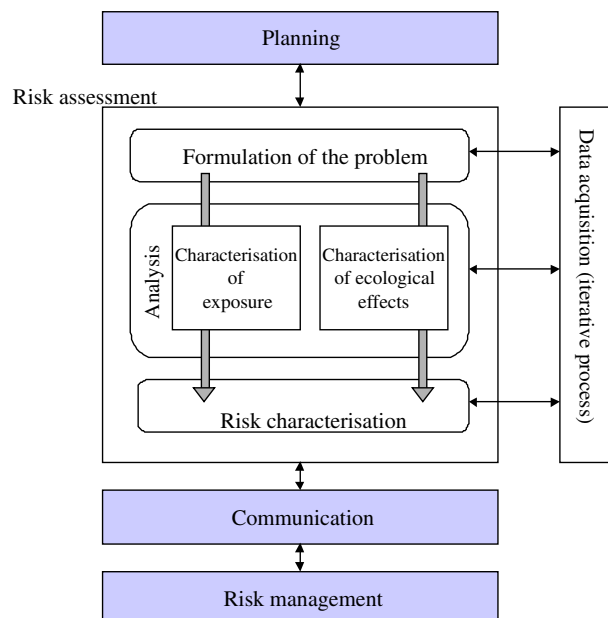 Planning
Risk assessment
Formulation of the problem
Analysis
Characterisation
of
exposure
Characterisation
of ecological
effects
Risk characterisation
Data acquisition (iterative process)
Communication
Risk management